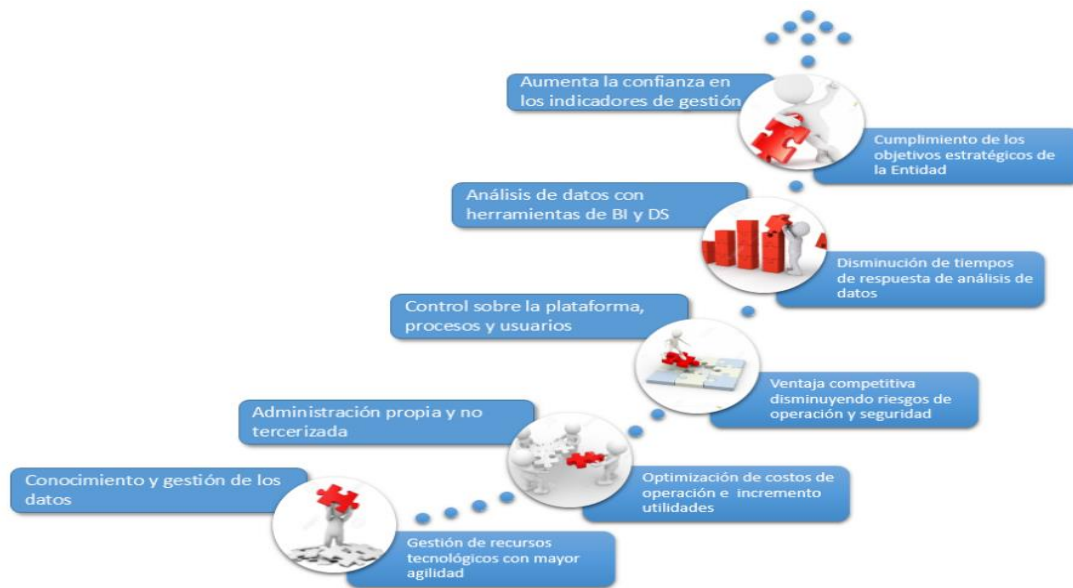 Aumenta la confianza en
los indicadores de gestión
Cumplimiento de los
objetivos estratégicos de
la Entidad
Análisis de datos con
herramientas de BI y DS
Disminución de tiempos
de respuesta de análisis de
datos
Control sobre la plataforma,
procesos y usuarios
Ventaja competitiva
disminuyendo riesgos de
operación y seguridad
Administración propia y no
tercerizada
Optimización de costos de
operación e incremento
utilidades
Conocimiento y gestión de los
datos
Gestión de recursos
tecnológicos con mayor
agilidad